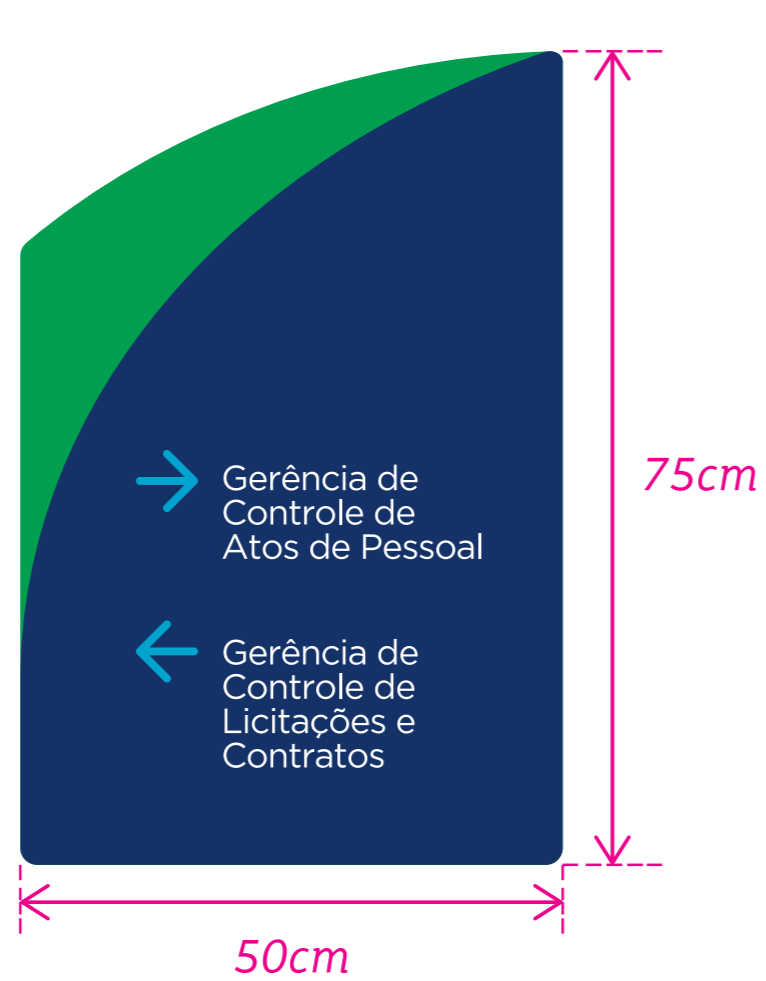 Gerência de
Controle de
Atos de Pessoal
75cm
Gerência de
Controle de
Licitações e
Contratos
50cm